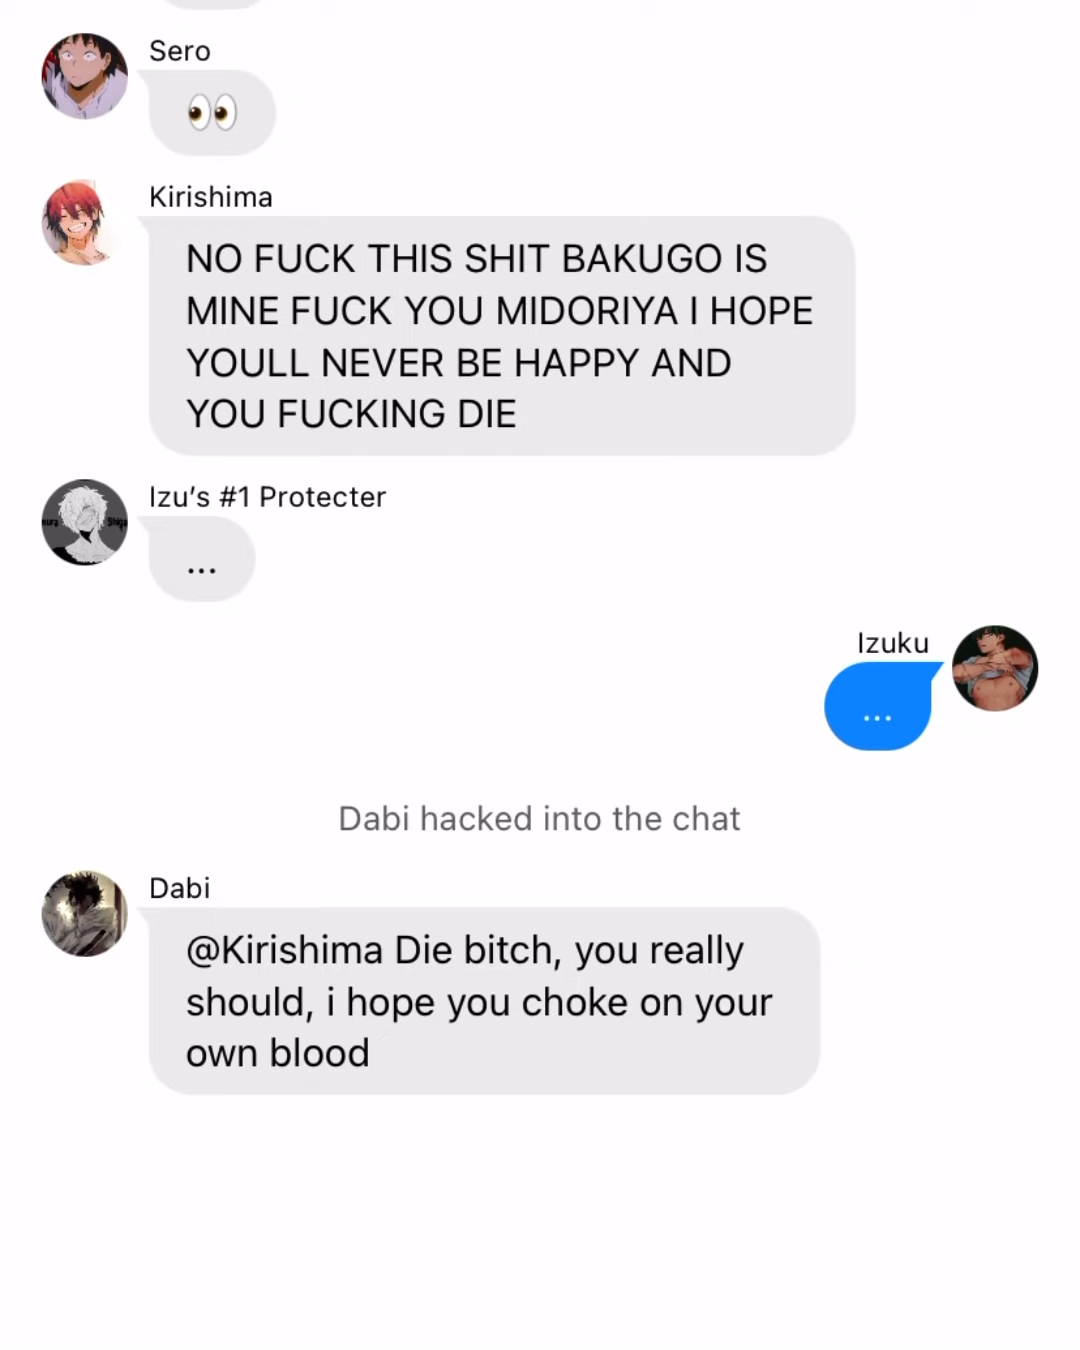 Sero
👀
Kirishima
NO FUCK THIS SHIT BAKUGO IS
MINE FUCK YOU MIDORIYA I HOPE
YOULL NEVER BE HAPPY AND
YOU FUCKING DIE
Izu's #1 Protecter
...
Izuku
...
Dabi hacked into the chat
Dabi
@Kirishima Die bitch, you really
should, i hope you choke on your
own blood